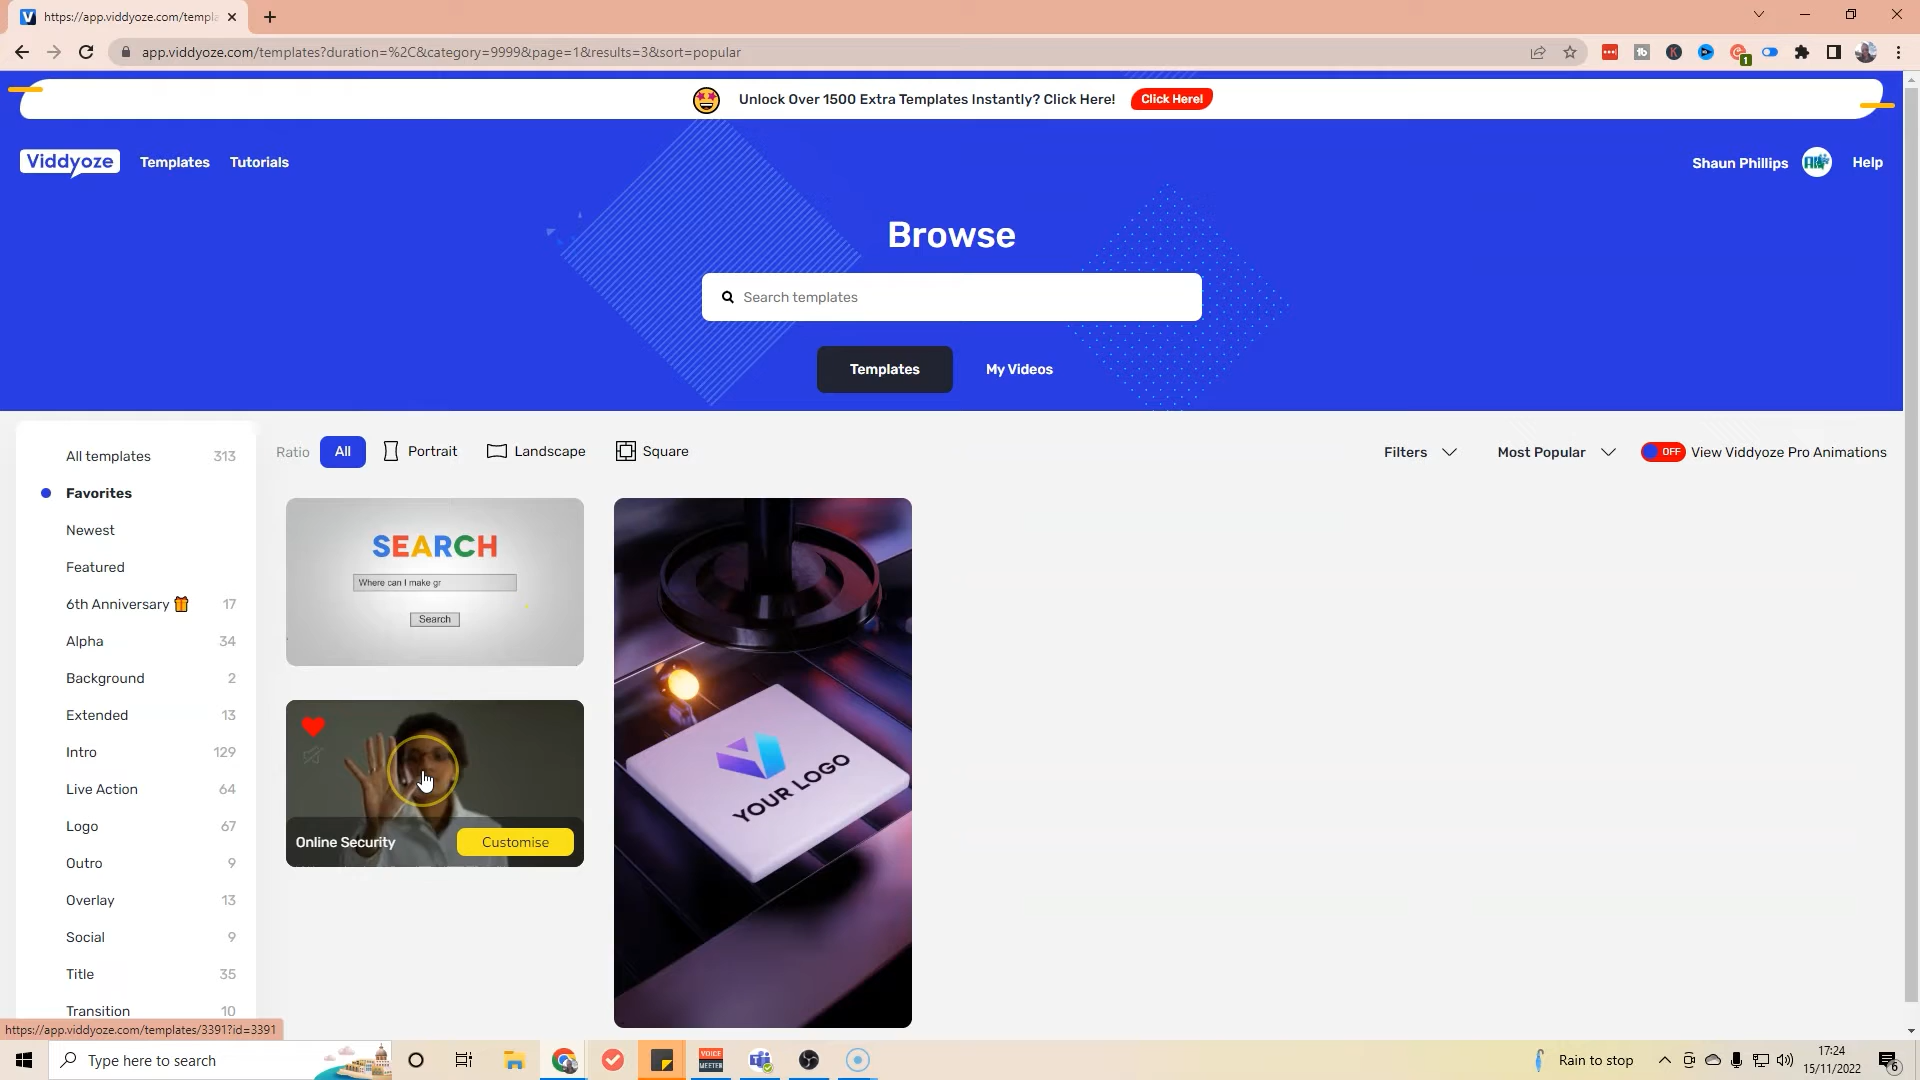 https://app.viddyoze.com/templa
app.viddyoze.com/templates?duration=%2C&category=9999&page=1&results=3&sort=popular
1
Unlock Over 1500 Extra Templates Instantly? Click Here!
Click Here!
Viddyoze
Templates
Tutorials
Shaun Phillips
Help
Browse
Search templates
Templates
My Videos
Ratio
All
Portrait
Landscape
Square
Filters
Most Popular
OFF
View Viddyoze Pro Animations
All templates 313
Favorites
Newest
Featured
6th Anniversary 17
Alpha 34
Background 2
Extended 13
Intro 129
Live Action 64
Logo 67
Outro 9
Overlay 13
Social 9
Title 35
Transition 10
SEARCH
Where can I make gr
Search
Online Security
Customise
YOUR LOGO
https://app.viddyoze.com/templates/3391?id=3391
Type here to search
VOICE
MEETER
Rain to stop
17:24
15/11/2022
6